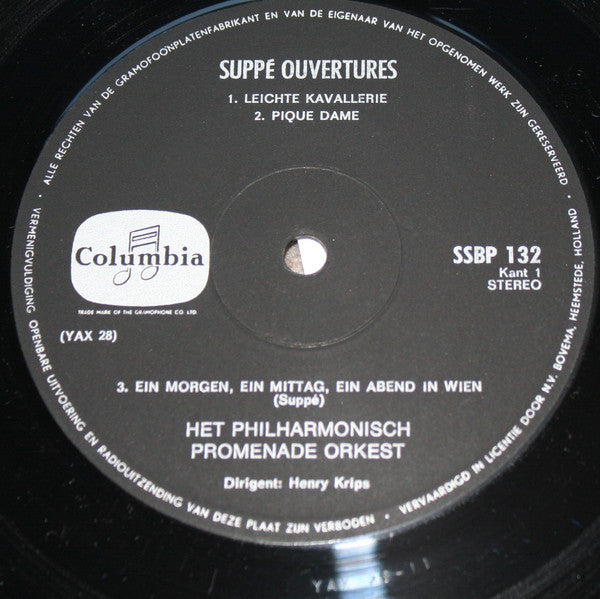 SUPPÉ OUVERTURES
1. LEICHTE KAVALLERIE
2. PIQUE DAME
Columbia
TRADE MARK OF THE GRAMOPHONE CO. LTD.
SSBP 132
Kant 1
STEREO
(YAX 28)
3. EIN MORGEN, EIN MITTAG, EIN ABEND IN WIEN
(Suppé)
HET PHILHARMONISCH
PROMENADE ORKEST
Dirigent: Henry Krips
· ALLE RECHTEN VAN DE GRAMOFOONPLATENFABRIKANT EN VAN DE EIGENAAR VAN HET OPGENOMEN WERK ZIJN GERESERVEERD
VERMENIGVULDIGING OPENBARE UITVOERING EN RADIOUITZENDING VAN DEZE PLAAT ZIJN VERBODEN · VERVAARDIGD IN LICENTIE DOOR N.V. BOVEMA, HEEMSTEDE, HOLLAND